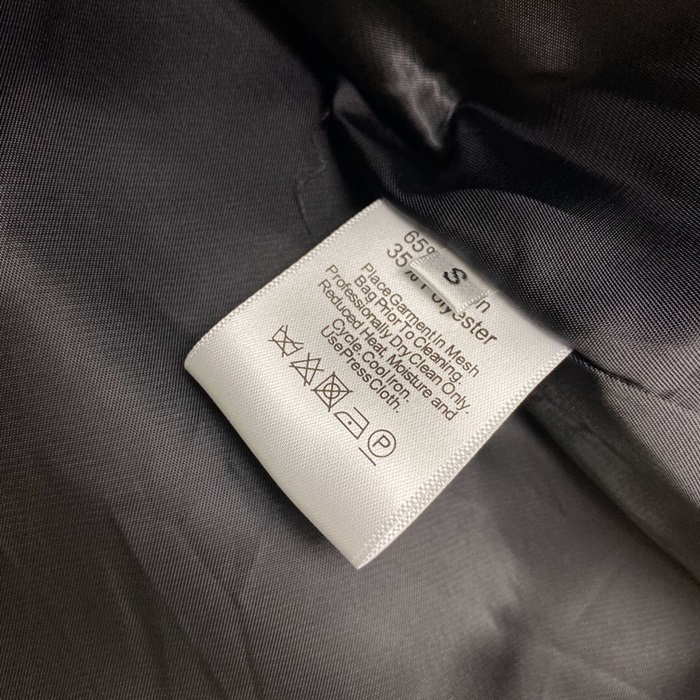 65%
S
35% Polyester
Place Garment in Mesh
Bag Prior To Cleaning.
Professionally Dry Clean Only.
Reduced Heat, Moisture and
Cycle. Cool Iron.
Use Press Cloth.
P